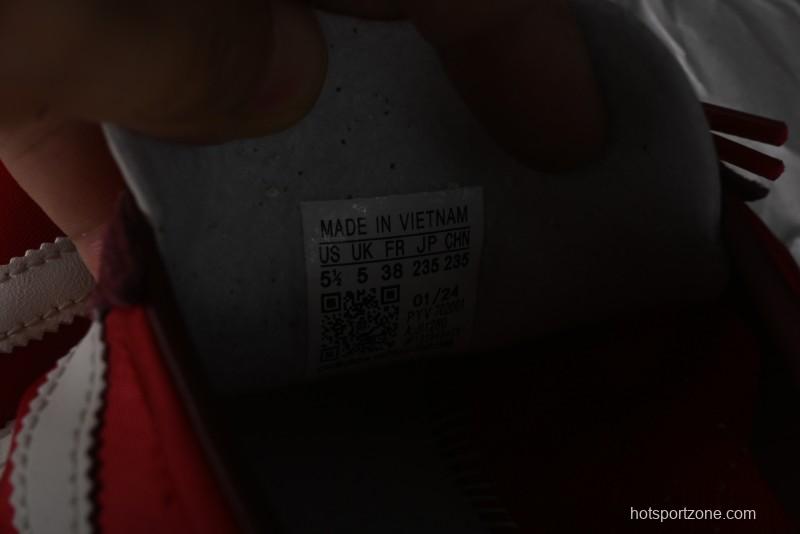 MADE IN VIETNAM
US UK FR JP CHN
5½ 5 38 235 235
01/24
hotsportzone.com